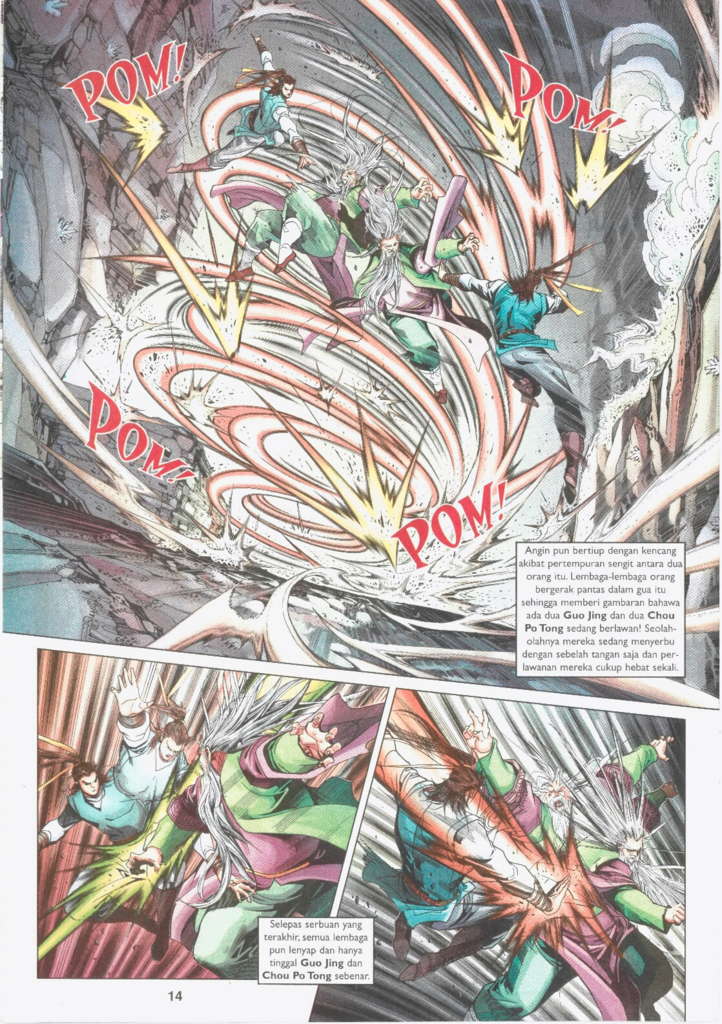 POM!
POM!
POM!
POM!
Angin pun bertiup dengan kencang
akibat pertempuran sengit antara dua
orang itu. Lembaga-lembaga orang
bergerak pantas dalam gua itu
sehingga memberi gambaran bahawa
ada dua Guo Jing dan dua Chou
Po Tong sedang berlawan! Seolah-
olahnya mereka sedang menyerbu
dengan sebelah tangan saja dan per-
lawanan mereka cukup hebat sekali.
Selepas serbuan yang
terakhir, semua lembaga
pun lenyap dan hanya
tinggal Guo Jing dan
Chou Po Tong sebenar.
14